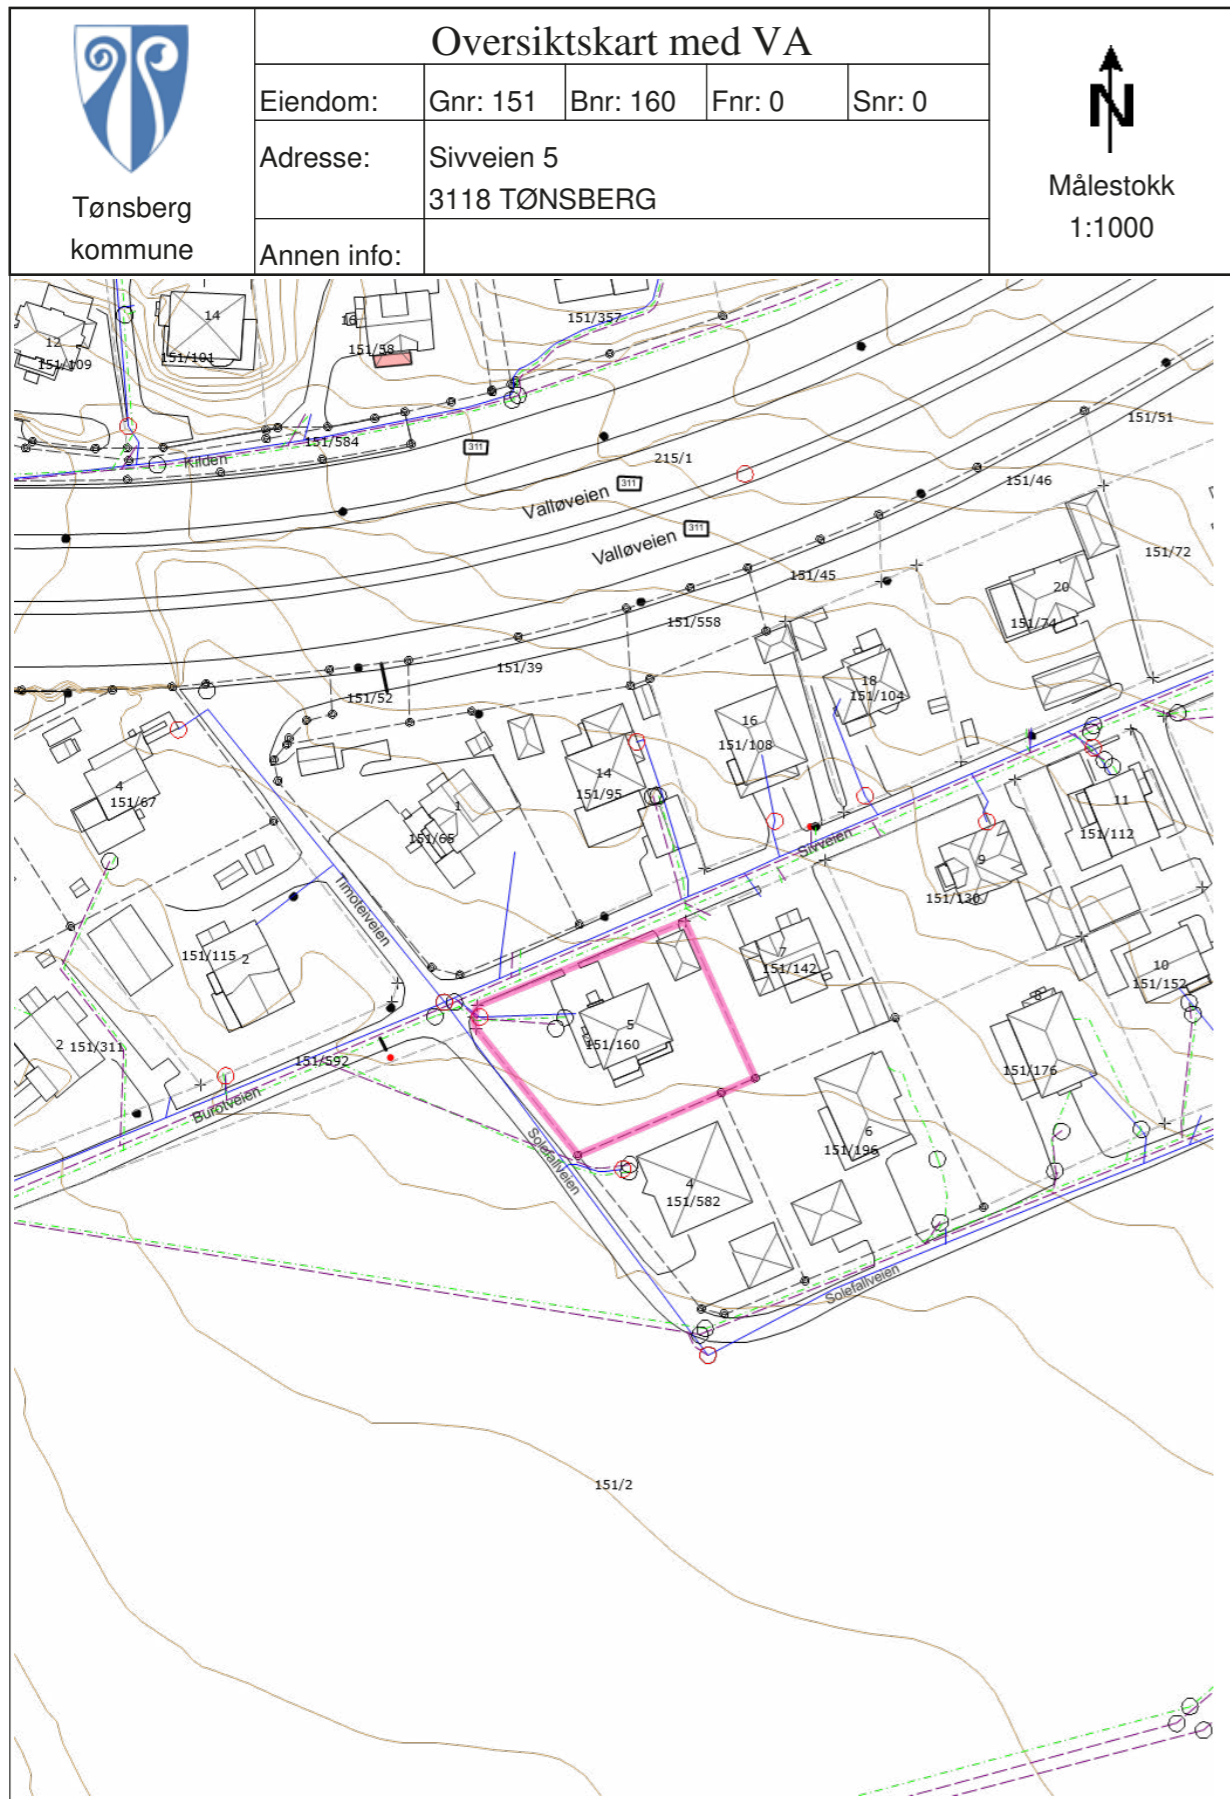 Oversiktskart med VA
Eiendom: Gnr: 151 Bnr: 160 Fnr: 0 Snr: 0
Adresse: Sivveien 5
3118 TØNSBERG
Annen info:
Tønsberg
kommune
N
Målestokk
1:1000
12
151/109
14
151/101
16
151/58
151/357
151/584
Kilden
311
215/1
Valløveien 311
Valløveien 311
151/51
151/46
151/72
151/45
20
151/74
151/558
151/39
151/52
18
151/104
16
151/108
14
151/95
4
151/67
1
151/65
11
151/112
Sivveien
9
151/130
Timoteiveien
151/115 2
7
151/142
10
151/152
8
151/176
5
151/160
2 151/311
151/592
Burotveien
Solefallveien
6
151/196
4
151/582
Solefallveien
151/2